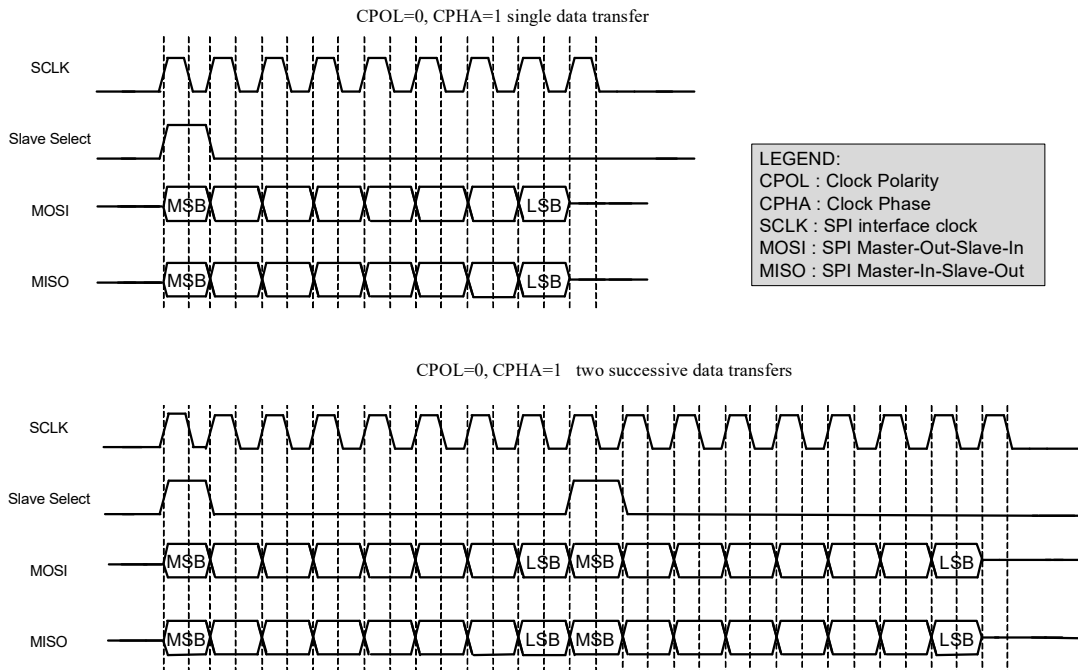 CPOL=0, CPHA=1 single data transfer
SCLK
Slave Select
MOSI
MSB
LSB
MISO
MSB
LSB
LEGEND:
CPOL : Clock Polarity
CPHA : Clock Phase
SCLK : SPI interface clock
MOSI : SPI Master-Out-Slave-In
MISO : SPI Master-In-Slave-Out
CPOL=0, CPHA=1 two successive data transfers
SCLK
Slave Select
MOSI
MSB
LSB
MSB
LSB
MISO
MSB
LSB
MSB
LSB